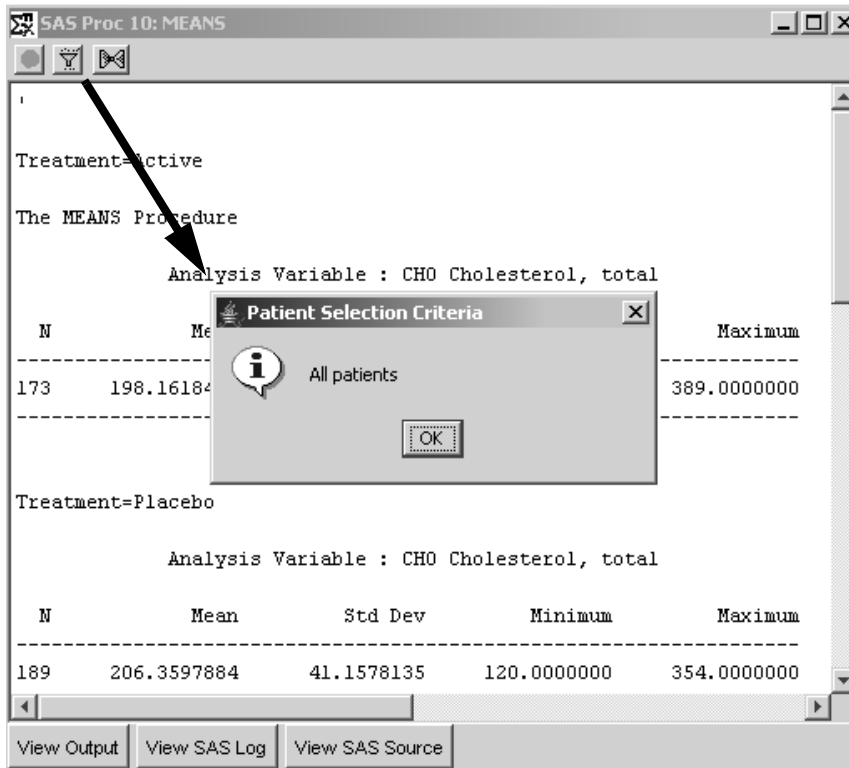 SAS Proc 10: MEANS
Treatment=Active
The MEANS Procedure
Analysis Variable : CHO Cholesterol, total
Patient Selection Criteria
N Maximum
All patients
173 198.16184 389.0000000
OK
Treatment=Placebo
Analysis Variable : CHO Cholesterol, total
N Mean Std Dev Minimum Maximum
189 206.3597884 41.1578135 120.0000000 354.0000000
View Output View SAS Log View SAS Source